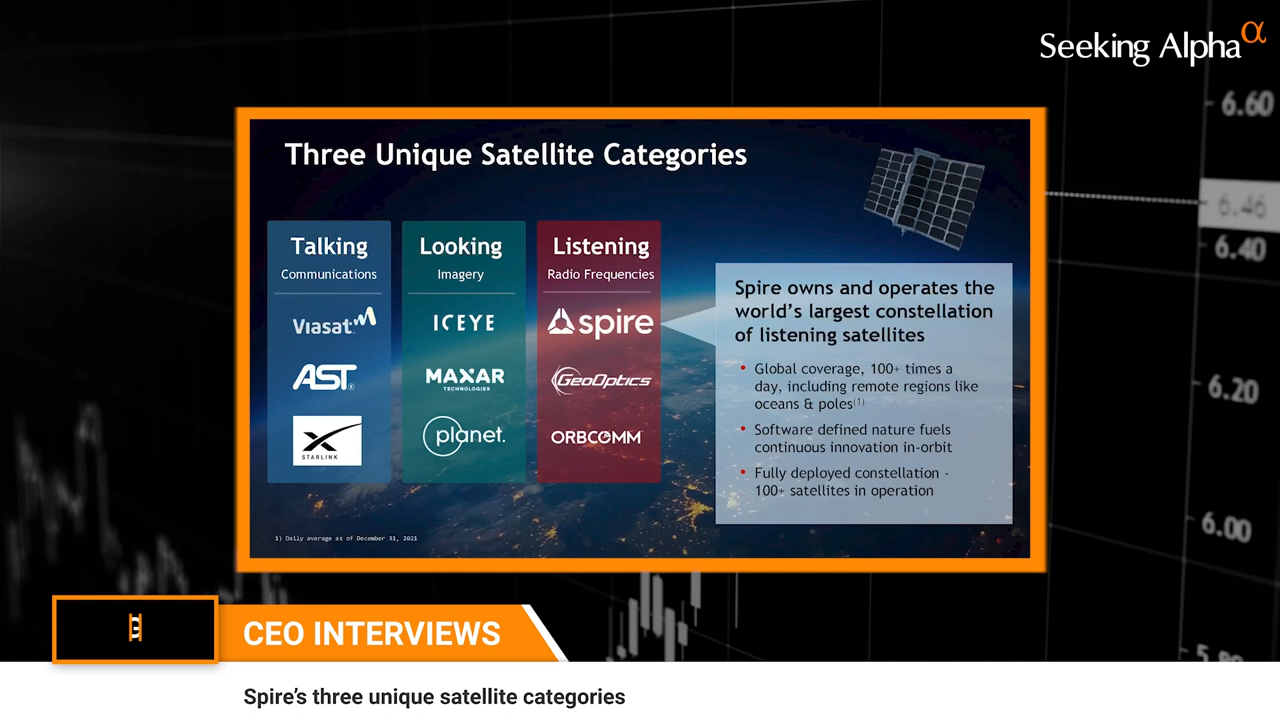 Seeking Alpha α
6.60
6.46
6.40
6.20
6.00
Three Unique Satellite Categories
Talking
Communications
Viasat
AST
STARLINK
Looking
Imagery
ICEYE
MAXAR
TECHNOLOGIES
planet.
Listening
Radio Frequencies
spire
GeoOptics
ORBCOMM
Spire owns and operates the
world's largest constellation
of listening satellites
• Global coverage, 100+ times a
day, including remote regions like
oceans & poles(1)
• Software defined nature fuels
continuous innovation in-orbit
• Fully deployed constellation -
100+ satellites in operation
1) Daily average as of December 31, 2021
CEO INTERVIEWS
Spire's three unique satellite categories